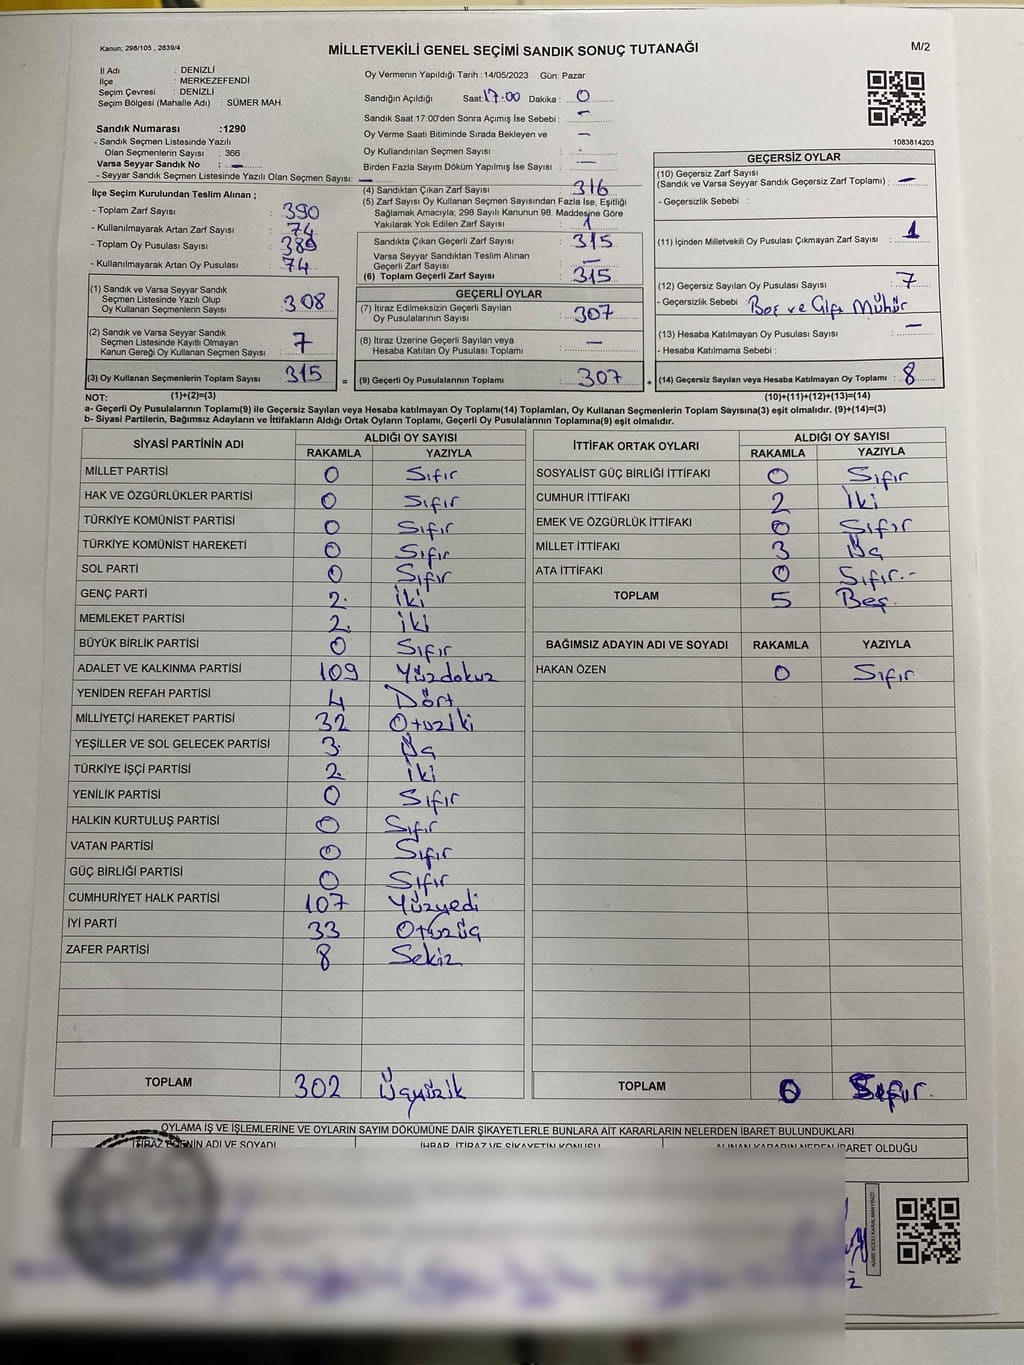 Kanun; 298/105 , 2839/4
MİLLETVEKİLİ GENEL SEÇİMİ SANDIK SONUÇ TUTANAĞI
M/2
İl Adı : DENİZLİ
İlçe : MERKEZEFENDİ
Seçim Çevresi : DENİZLİ
Seçim Bölgesi (Mahalle Adı) : SÜMER MAH.
Sandık Numarası :1290
- Sandık Seçmen Listesinde Yazılı
Olan Seçmenlerin Sayısı : 366
Varsa Seyyar Sandık No : —
- Seyyar Sandık Seçmen Listesinde Yazılı Olan Seçmen Sayısı: —
Oy Vermenin Yapıldığı Tarih : 14/05/2023 Gün: Pazar
Sandığın Açıldığı Saat: 17:00 Dakika : 0
Sandık Saat 17:00'den Sonra Açımış İse Sebebi : —
Oy Verme Saati Bitiminde Sırada Bekleyen ve —
Oy Kullandırılan Seçmen Sayısı :
Birden Fazla Sayım Döküm Yapılmış İse Sayısı : —
1083814203
İlçe Seçim Kurulundan Teslim Alınan ;
- Toplam Zarf Sayısı : 390
- Kullanılmayarak Artan Zarf Sayısı : 74
- Toplam Oy Pusulası Sayısı : 389
- Kullanılmayarak Artan Oy Pusulası : 74
(4) Sandıktan Çıkan Zarf Sayısı : 316
(5) Zarf Sayısı Oy Kullanan Seçmen Sayısından Fazla İse, Eşitliği
Sağlamak Amacıyla; 298 Sayılı Kanunun 98. Maddesine Göre
Yakılarak Yok Edilen Zarf Sayısı : 1
Sandıkta Çıkan Geçerli Zarf Sayısı : 315
Varsa Seyyar Sandıktan Teslim Alınan
Geçerli Zarf Sayısı : —
(6) Toplam Geçerli Zarf Sayısı : 315
GEÇERSİZ OYLAR
(10) Geçersiz Zarf Sayısı
(Sandık ve Varsa Seyyar Sandık Geçersiz Zarf Toplamı) : —
- Geçersizlik Sebebi :
(11) İçinden Milletvekili Oy Pusulası Çıkmayan Zarf Sayısı : 1
(12) Geçersiz Sayılan Oy Pusulası Sayısı : 7
- Geçersizlik Sebebi : Boş ve Çift Mühür
(13) Hesaba Katılmayan Oy Pusulası Sayısı : —
- Hesaba Katılmama Sebebi :
(14) Geçersiz Sayılan veya Hesaba Katılmayan Oy Toplamı : 8
(1) Sandık ve Varsa Seyyar Sandık
Seçmen Listesinde Yazılı Olup
Oy Kullanan Seçmenlerin Sayısı : 308
(2) Sandık ve Varsa Seyyar Sandık
Seçmen Listesinde Kayıtlı Olmayan
Kanun Gereği Oy Kullanan Seçmen Sayısı : 7
(3) Oy Kullanan Seçmenlerin Toplam Sayısı : 315 =
GEÇERLİ OYLAR
(7) İtiraz Edilmeksizin Geçerli Sayılan
Oy Pusulalarının Sayısı : 307
(8) İtiraz Üzerine Geçerli Sayılan veya
Hesaba Katılan Oy Pusulası Toplamı : —
(9) Geçerli Oy Pusulalarının Toplamı : 307 +
NOT: (1)+(2)=(3) (10)+(11)+(12)+(13)=(14)
a- Geçerli Oy Pusulalarının Toplamı(9) ile Geçersiz Sayılan veya Hesaba katılmayan Oy Toplamı(14) Toplamları, Oy Kullanan Seçmenlerin Toplam Sayısına(3) eşit olmalıdır. (9)+(14)=(3)
b- Siyasi Partilerin, Bağımsız Adayların ve İttifakların Aldığı Ortak Oyların Toplamı, Geçerli Oy Pusulalarının Toplamına(9) eşit olmalıdır.
SİYASİ PARTİNİN ADI ALDIĞI OY SAYISI
RAKAMLA YAZIYLA
MİLLET PARTİSİ 0 Sıfır
HAK VE ÖZGÜRLÜKLER PARTİSİ 0 Sıfır
TÜRKİYE KOMÜNİST PARTİSİ 0 Sıfır
TÜRKİYE KOMÜNİST HAREKETİ 0 Sıfır
SOL PARTİ 0 Sıfır
GENÇ PARTİ 2 İki
MEMLEKET PARTİSİ 2 İki
BÜYÜK BİRLİK PARTİSİ 0 Sıfır
ADALET VE KALKINMA PARTİSİ 109 Yüzdokuz
YENİDEN REFAH PARTİSİ 4 Dört
MİLLİYETÇİ HAREKET PARTİSİ 32 Otuziki
YEŞİLLER VE SOL GELECEK PARTİSİ 3 Üç
TÜRKİYE İŞÇİ PARTİSİ 2 İki
YENİLİK PARTİSİ 0 Sıfır
HALKIN KURTULUŞ PARTİSİ 0 Sıfır
VATAN PARTİSİ 0 Sıfır
GÜÇ BİRLİĞİ PARTİSİ 0 Sıfır
CUMHURİYET HALK PARTİSİ 107 Yüzyedi
İYİ PARTİ 33 Otuzüç
ZAFER PARTİSİ 8 Sekiz
TOPLAM 302 Üçyüziki
İTTİFAK ORTAK OYLARI ALDIĞI OY SAYISI
RAKAMLA YAZIYLA
SOSYALİST GÜÇ BİRLİĞİ İTTİFAKI 0 Sıfır
CUMHUR İTTİFAKI 2 İki
EMEK VE ÖZGÜRLÜK İTTİFAKI 0 Sıfır
MİLLET İTTİFAKI 3 Üç
ATA İTTİFAKI 0 Sıfır.-
TOPLAM 5 Beş
BAĞIMSIZ ADAYIN ADI VE SOYADI RAKAMLA YAZIYLA
HAKAN ÖZEN 0 Sıfır
TOPLAM 0 Sıfır.
OYLAMA İŞ VE İŞLEMLERİNE VE OYLARIN SAYIM DÖKÜMÜNE DAİR ŞİKAYETLERLE BUNLARA AİT KARARLARIN NELERDEN İBARET BULUNDUKLARI
İTİRAZ EDENİN ADI VE SOYADI İHBAR, İTİRAZ VE ŞİKAYETİN KONUSU ALINAN KARARIN NEDEN İBARET OLDUĞU
KARE KODU KARALAMAYINIZ!